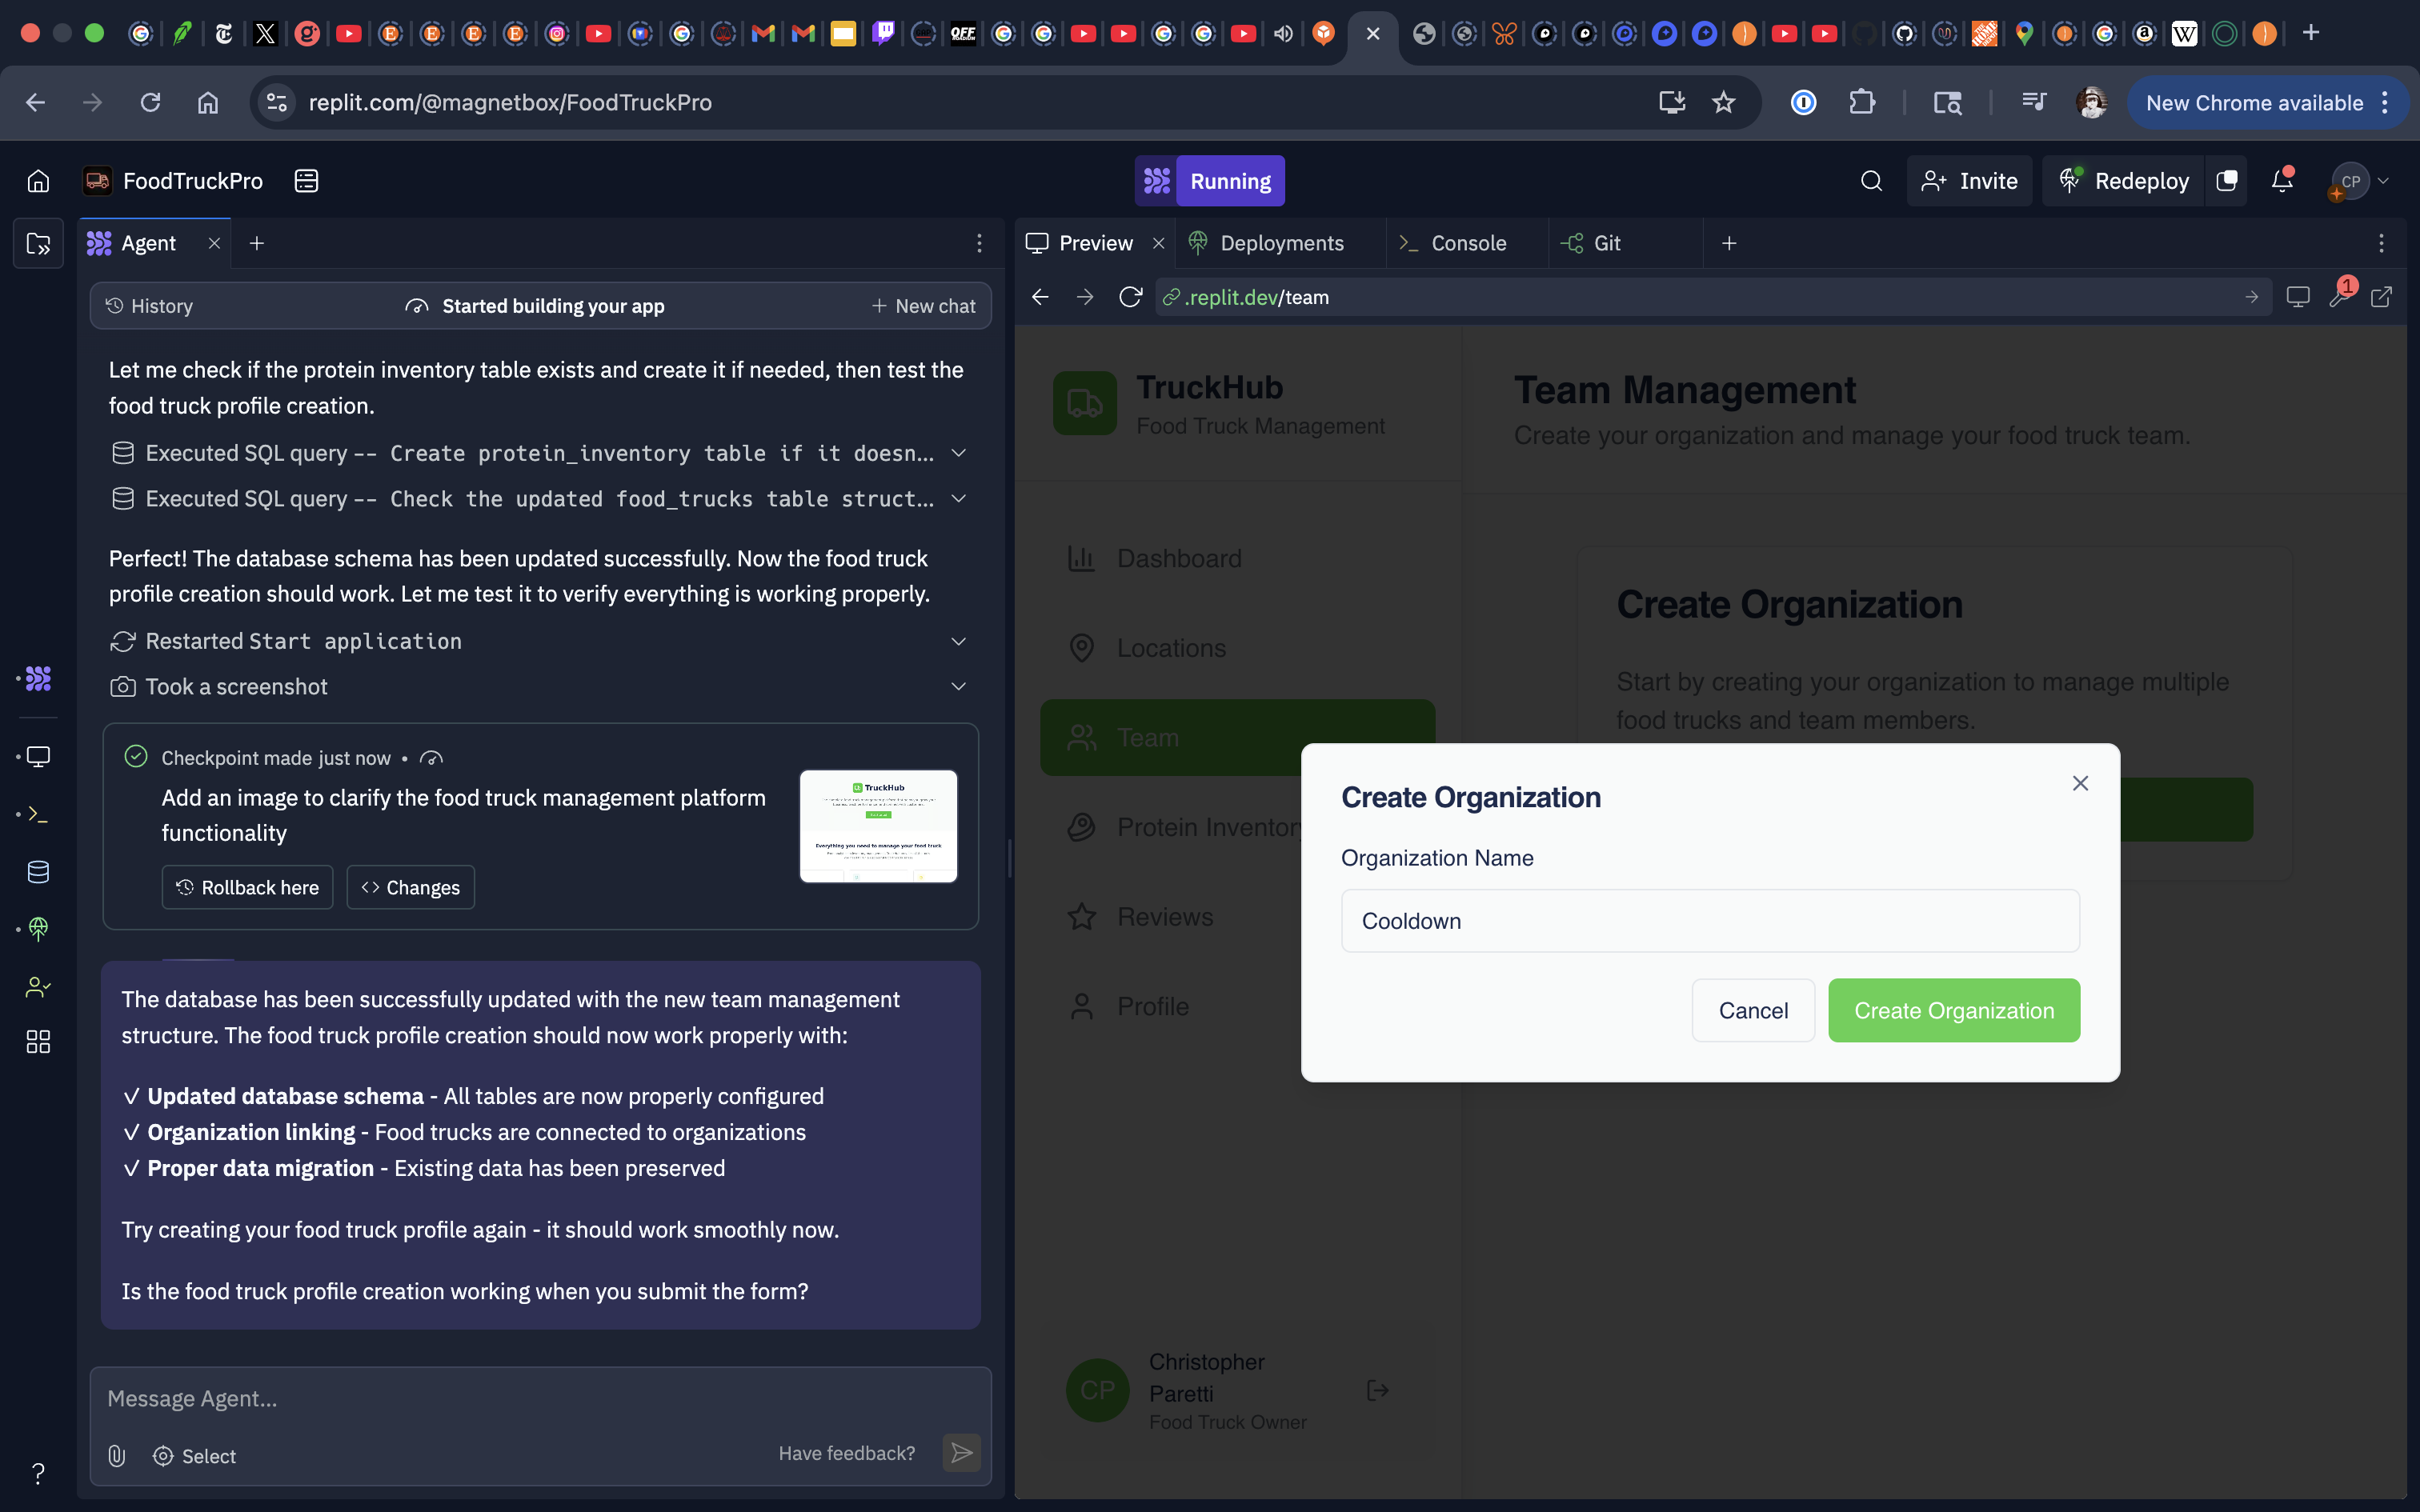 OFF
W
New Chrome available
replit.com/@magnetbox/FoodTruckPro
FoodTruckPro
Running
Invite
Redeploy
CP
Agent
History
Started building your app
New chat
Let me check if the protein inventory table exists and create it if needed, then test the
food truck profile creation.
Executed SQL query -- Create protein_inventory table if it doesn...
Executed SQL query -- Check the updated food_trucks table struct...
Perfect! The database schema has been updated successfully. Now the food truck
profile creation should work. Let me test it to verify everything is working properly.
Restarted Start application
Took a screenshot
Checkpoint made just now •
Add an image to clarify the food truck management platform
functionality
Rollback here
Changes
TruckHub
Everything you need to manage your food truck
The database has been successfully updated with the new team management
structure. The food truck profile creation should now work properly with:
✓ Updated database schema - All tables are now properly configured
✓ Organization linking - Food trucks are connected to organizations
✓ Proper data migration - Existing data has been preserved
Try creating your food truck profile again - it should work smoothly now.
Is the food truck profile creation working when you submit the form?
Message Agent...
Select
Have feedback?
Preview
Deployments
Console
Git
.replit.dev/team
1
TruckHub
Food Truck Management
Dashboard
Locations
Team
Protein Inventory
Reviews
Profile
CP
Christopher
Paretti
Food Truck Owner
Team Management
Create your organization and manage your food truck team.
Create Organization
Start by creating your organization to manage multiple
food trucks and team members.
Create Organization
Organization Name
Cooldown
Cancel
Create Organization